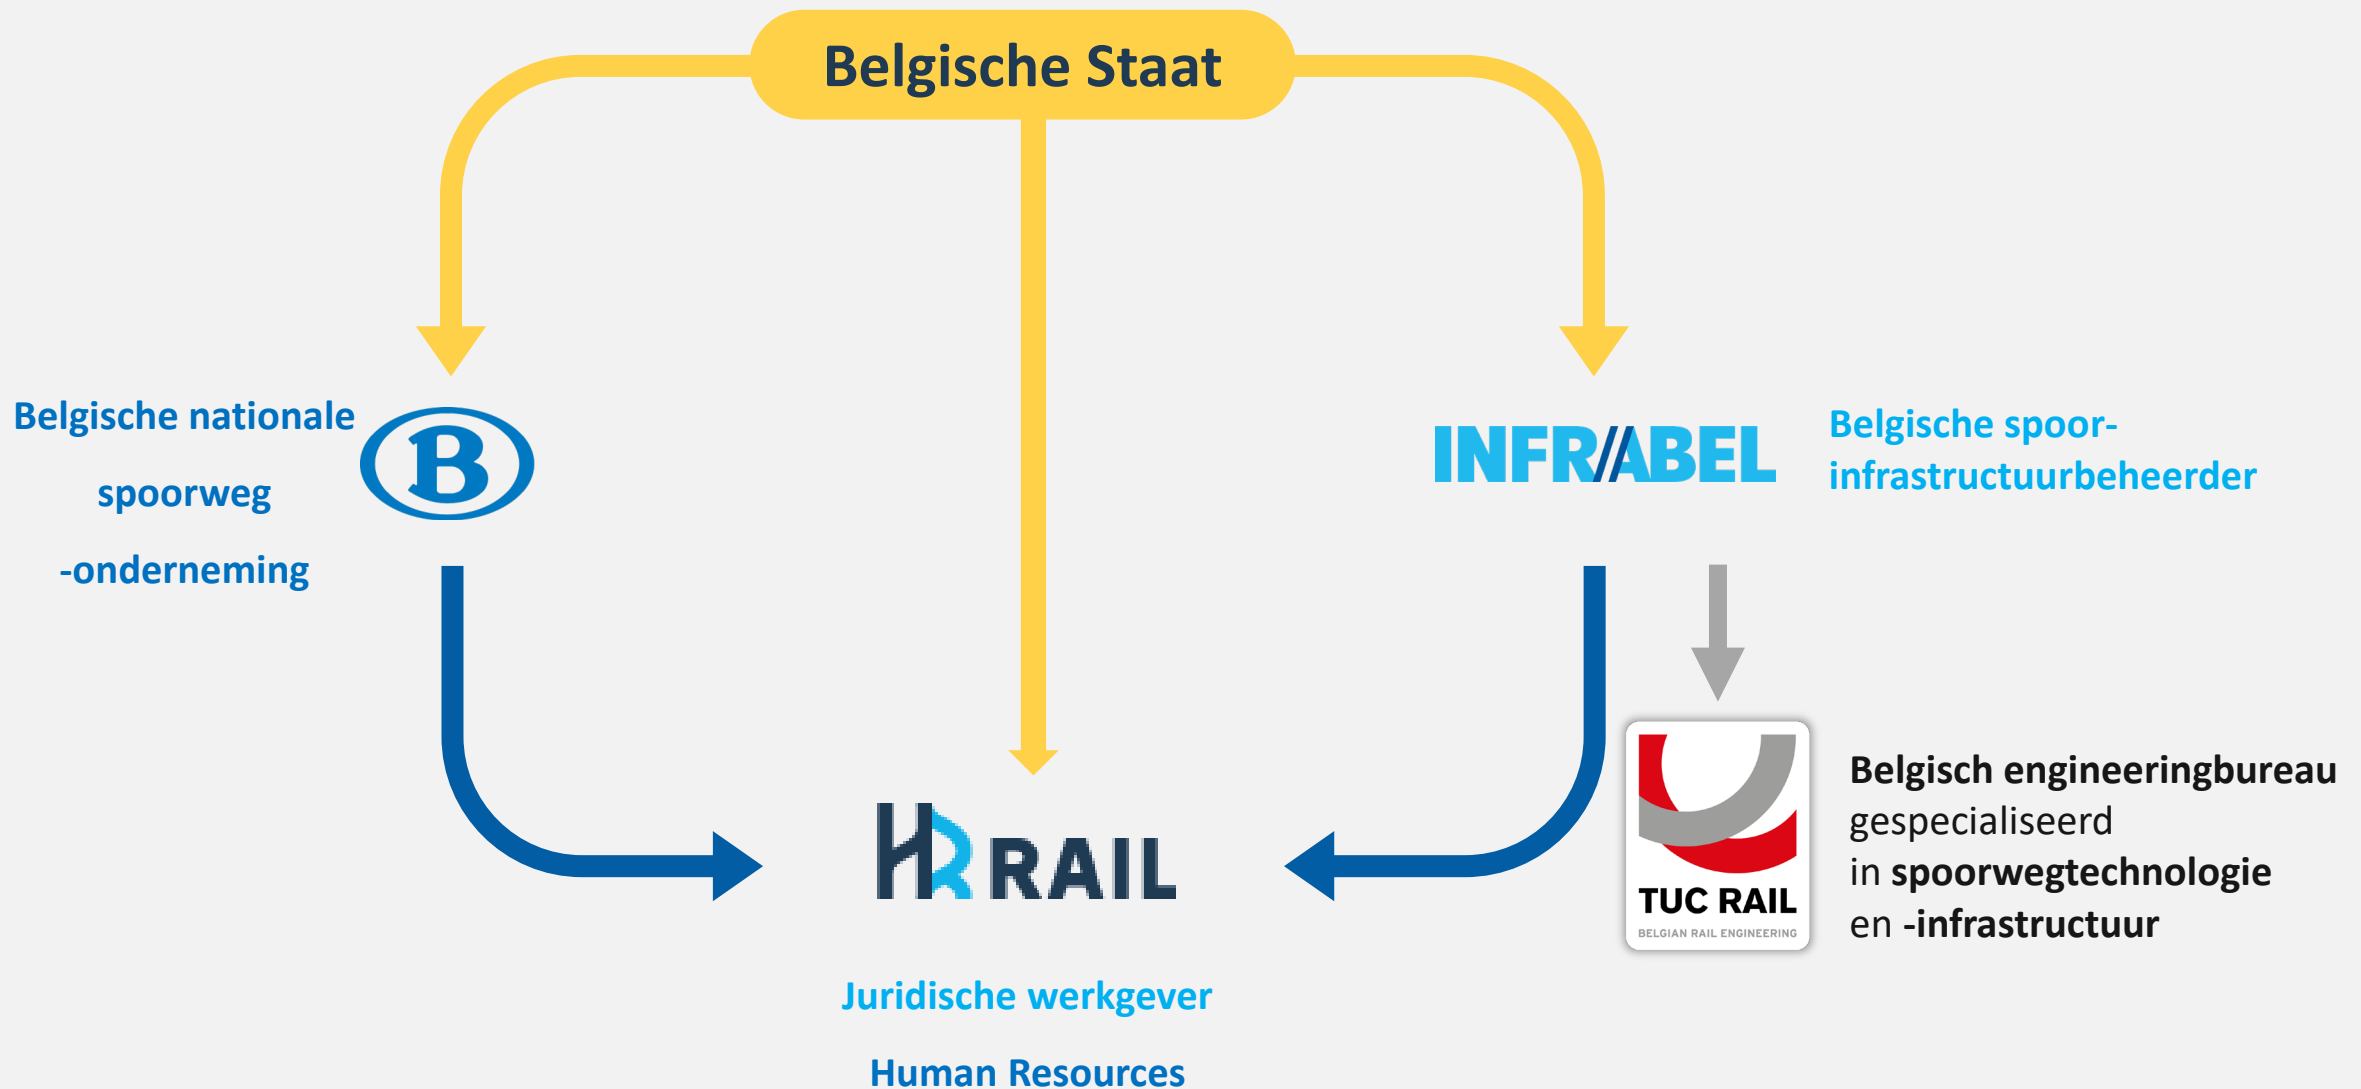 Belgische Staat
Belgische nationale
spoorweg
-onderneming
B
INFRABEL
Belgische spoor-
infrastructuurbeheerder
HR RAIL
Juridische werkgever
Human Resources
TUC RAIL
BELGIAN RAIL ENGINEERING
Belgisch engineeringbureau
gespecialiseerd
in spoorwegtechnologie
en -infrastructuur